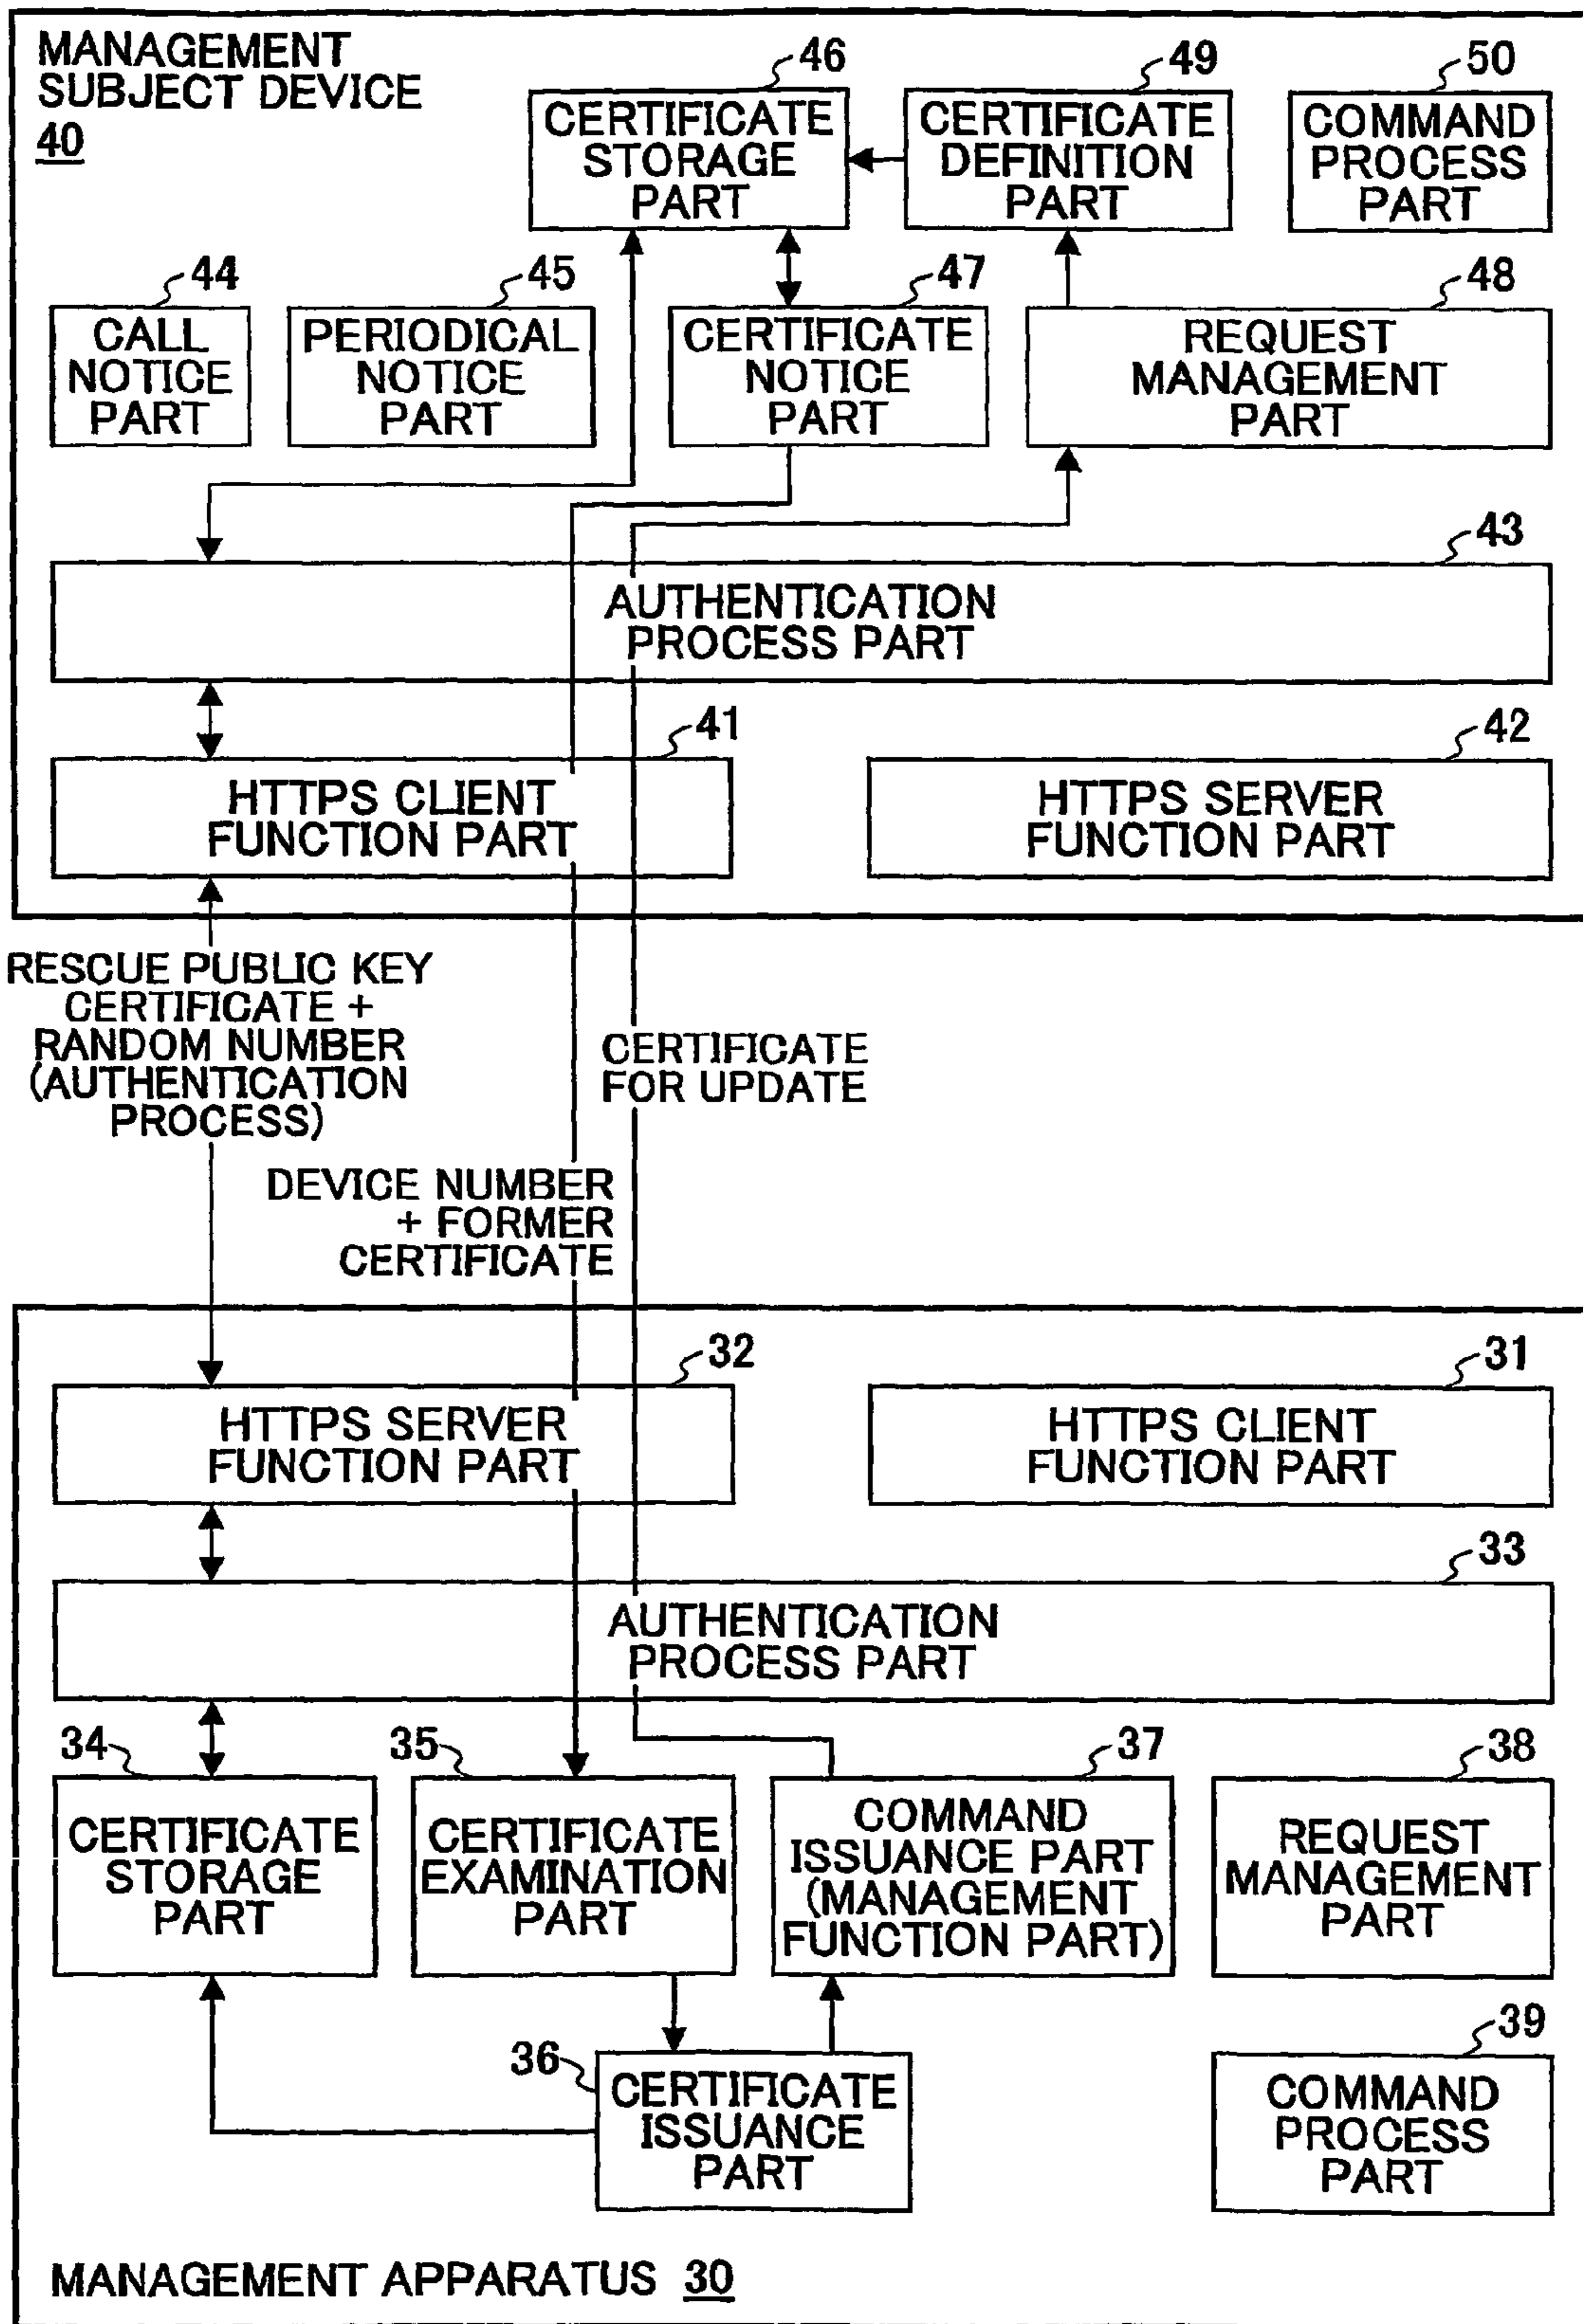 MANAGEMENT
SUBJECT DEVICE
40
46
CERTIFICATE
STORAGE
PART
49
CERTIFICATE
DEFINITION
PART
50
COMMAND
PROCESS
PART
44
CALL
NOTICE
PART
45
PERIODICAL
NOTICE
PART
47
CERTIFICATE
NOTICE
PART
48
REQUEST
MANAGEMENT
PART
43
AUTHENTICATION
PROCESS PART
41
HTTPS CLIENT
FUNCTION PART
42
HTTPS SERVER
FUNCTION PART
RESCUE PUBLIC KEY
CERTIFICATE +
RANDOM NUMBER
(AUTHENTICATION
PROCESS)
CERTIFICATE
FOR UPDATE
DEVICE NUMBER
+ FORMER
CERTIFICATE
32
HTTPS SERVER
FUNCTION PART
31
HTTPS CLIENT
FUNCTION PART
33
AUTHENTICATION
PROCESS PART
34
CERTIFICATE
STORAGE
PART
35
CERTIFICATE
EXAMINATION
PART
37
COMMAND
ISSUANCE PART
(MANAGEMENT
FUNCTION PART)
38
REQUEST
MANAGEMENT
PART
36
CERTIFICATE
ISSUANCE
PART
39
COMMAND
PROCESS
PART
MANAGEMENT APPARATUS 30